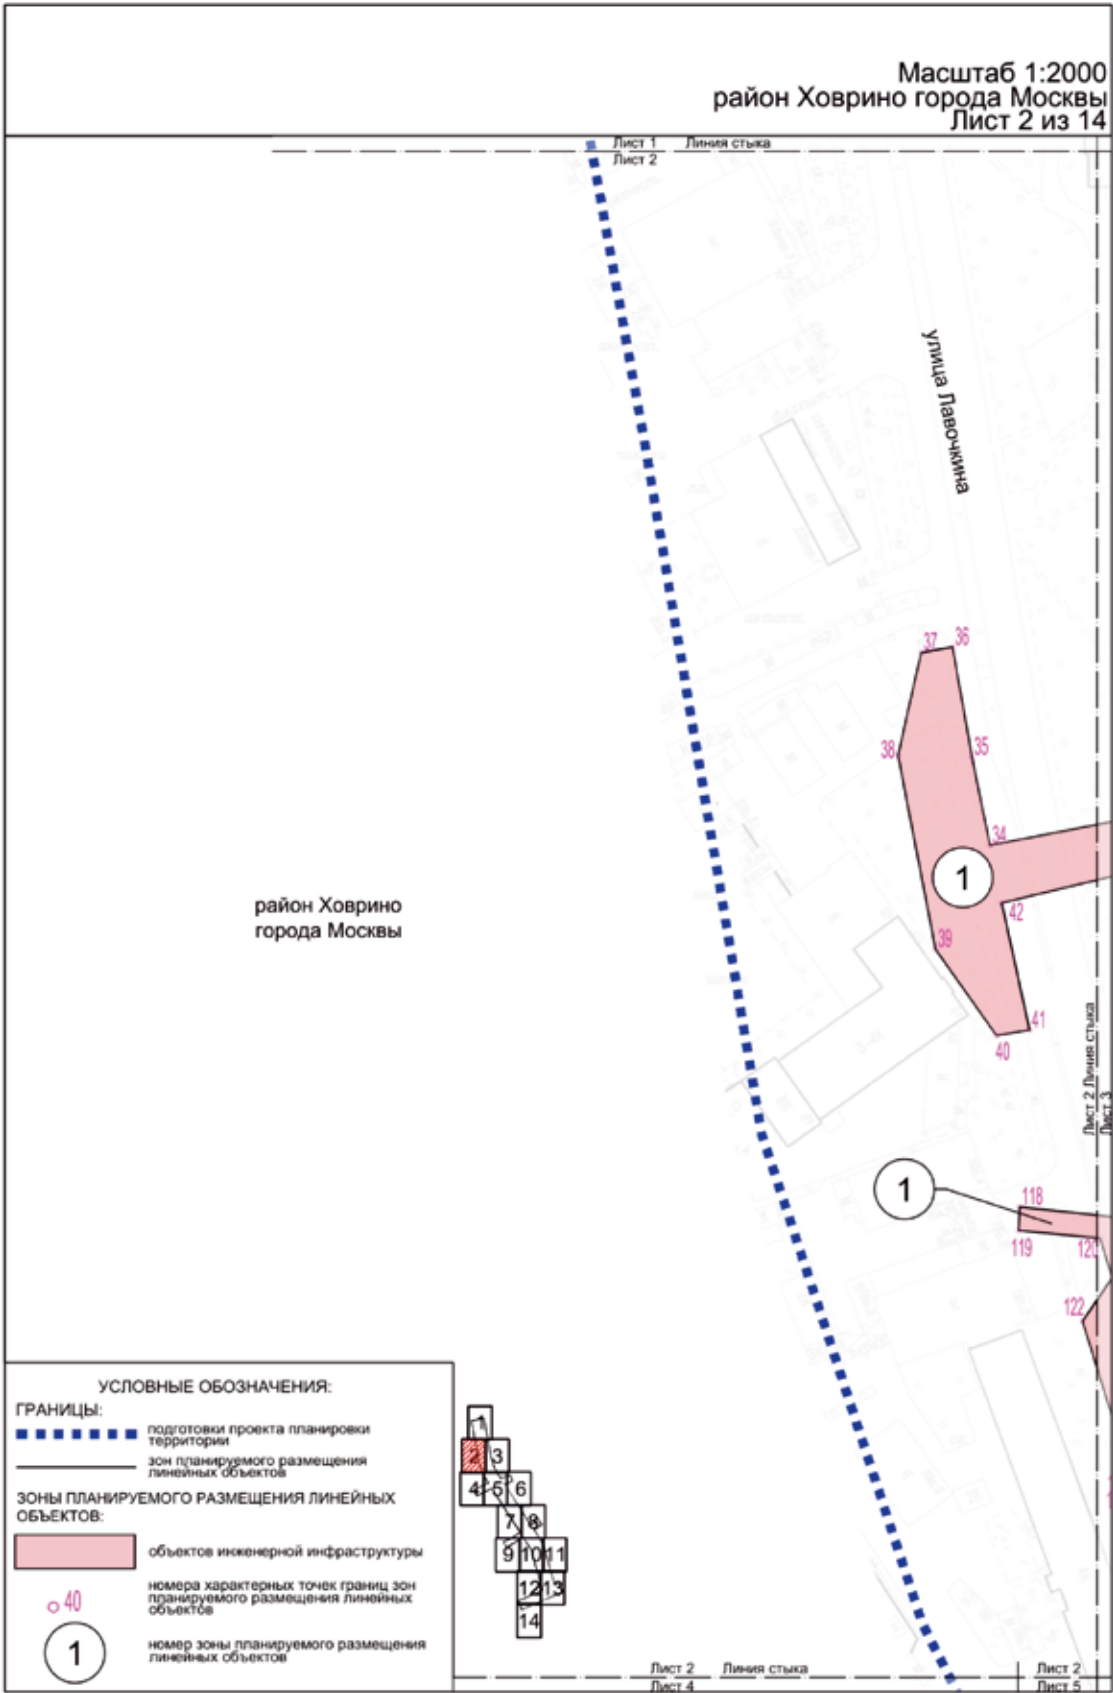 Масштаб 1:2000
район Ховрино города Москвы
Лист 2 из 14
Лист 1 Линия стыка
Лист 2
улица Лавочкина
37
36
38
35
34
1
42
39
41
40
район Ховрино
города Москвы
Лист 2 Линия стыка
Лист 3
1
118
119
120
122
УСЛОВНЫЕ ОБОЗНАЧЕНИЯ:
ГРАНИЦЫ:
подготовки проекта планировки
территории
зон планируемого размещения
линейных объектов
ЗОНЫ ПЛАНИРУЕМОГО РАЗМЕЩЕНИЯ ЛИНЕЙНЫХ
ОБЪЕКТОВ:
объектов инженерной инфраструктуры
40
номера характерных точек границ зон
планируемого размещения линейных
объектов
1
номер зоны планируемого размещения
линейных объектов
1
2 3
4 5 6
7 8
9 10 11
12 13
14
Лист 2 Линия стыка
Лист 4
Лист 2
Лист 5